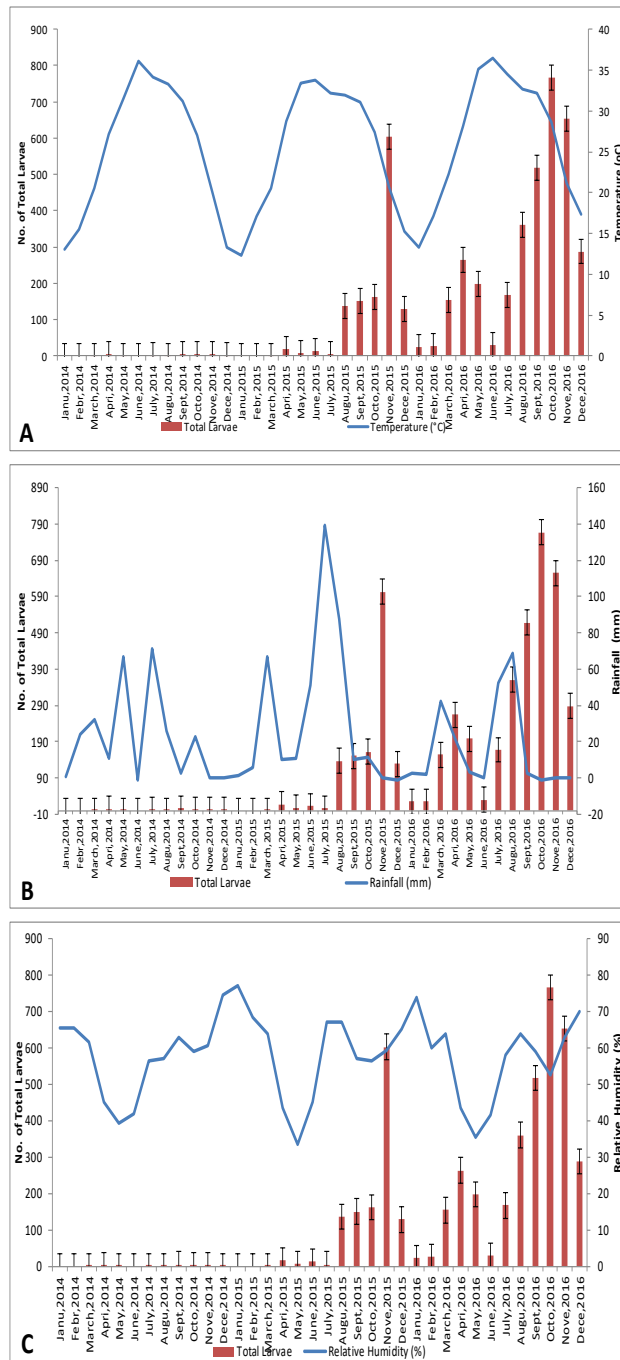 900
800
700
600
500
400
300
200
100
0
No. of Total Larvae
40
35
30
25
20
15
10
5
0
Temperature (oC)
Janu,2014
Febr,2014
March,2014
Apri,2014
May,2014
June,2014
July,2014
Augu,2014
Sept,2014
Octo,2014
Nove,2014
Dece,2014
Janu,2015
Febr,2015
March,2015
Apri,2015
May,2015
June,2015
July,2015
Augu,2015
Sept,2015
Octo,2015
Nove,2015
Dece,2015
Janu,2016
Febr,2016
March,2016
Apri,2016
May,2016
June,2016
July,2016
Augu,2016
Sept,2016
Octo,2016
Nove,2016
Dece,2016
A
Total Larvae
Temperature (°C)
890
790
690
590
490
390
290
190
90
-10
No. of Total Larvae
160
140
120
100
80
60
40
20
0
-20
Rainfall (mm)
Janu,2014
Febr,2014
March,2014
Apri,2014
May,2014
June,2014
July,2014
Augu,2014
Sept,2014
Octo,2014
Nove,2014
Dece,2014
Janu,2015
Febr,2015
March,2015
Apri,2015
May,2015
June,2015
July,2015
Augu,2015
Sept,2015
Octo,2015
Nove,2015
Dece,2015
Janu,2016
Febr,2016
March,2016
Apri,2016
May,2016
June,2016
July,2016
Augu,2016
Sept,2016
Octo,2016
Nove,2016
Dece,2016
B
Total Larvae
Rainfall (mm)
900
800
700
600
500
400
300
200
100
0
No. of Total Larvae
90
80
70
60
50
40
30
20
10
0
Relative Humidity (%)
Janu,2014
Febr,2014
March,2014
Apri,2014
May,2014
June,2014
July,2014
Augu,2014
Sept,2014
Octo,2014
Nove,2014
Dece,2014
Janu,2015
Febr,2015
March,2015
Apri,2015
May,2015
June,2015
July,2015
Augu,2015
Sept,2015
Octo,2015
Nove,2015
Dece,2015
Janu,2016
Febr,2016
March,2016
Apri,2016
May,2016
June,2016
July,2016
Augu,2016
Sept,2016
Octo,2016
Nove,2016
Dece,2016
C
Total Larvae
Relative Humidity (%)